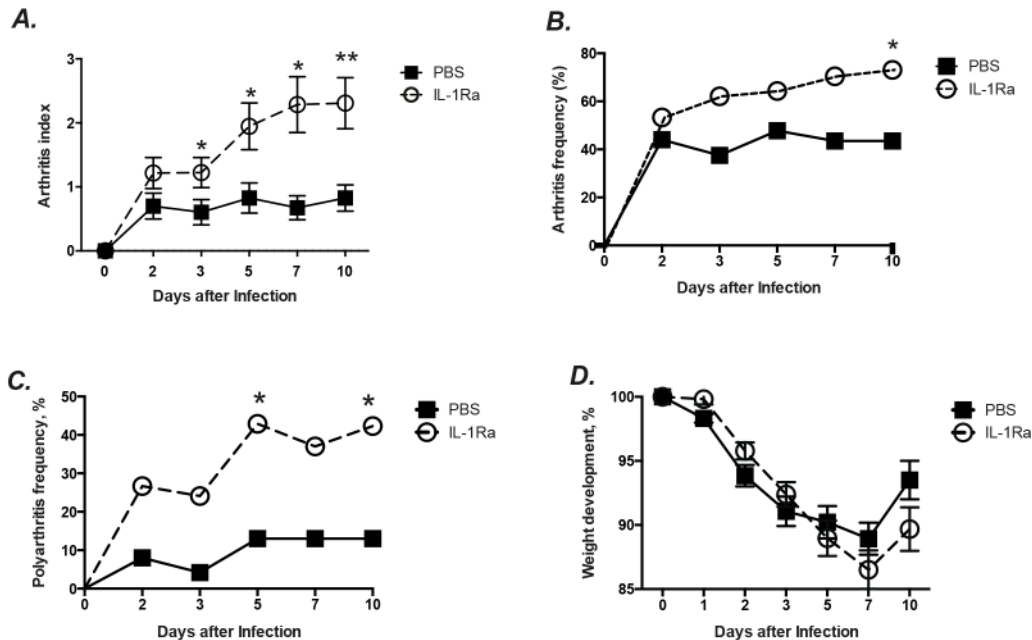 A.
Arthritis index
3
2
1
0
*
*
*
**
PBS
IL-1Ra
0 2 3 5 7 10
Days after Infection
B.
Arthritis frequency (%)
80
60
40
20
0
*
PBS
IL-1Ra
0 2 3 5 7 10
Days after Infection
C.
Polyarthritis frequency, %
50
40
30
20
10
0
*
*
PBS
IL-1Ra
0 2 3 5 7 10
Days after Infection
D.
Weight development, %
100
95
90
85
PBS
IL-1Ra
0 1 2 3 5 7 10
Days after Infection